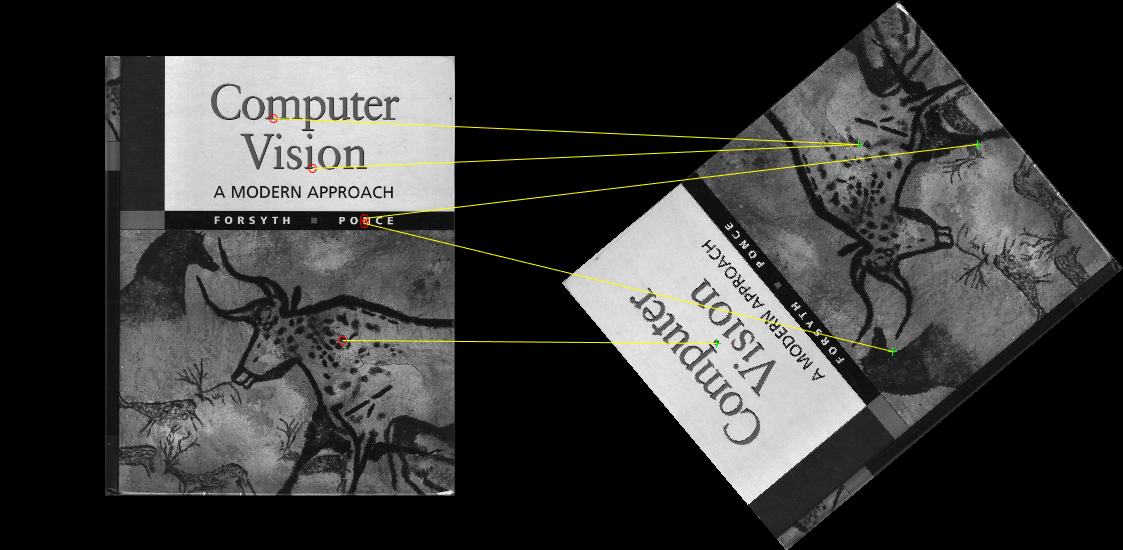 Computer
Vision
A MODERN APPROACH
FORSYTH ■ PONCE
Computer
Vision
A MODERN APPROACH
FORSYTH ■ PONCE